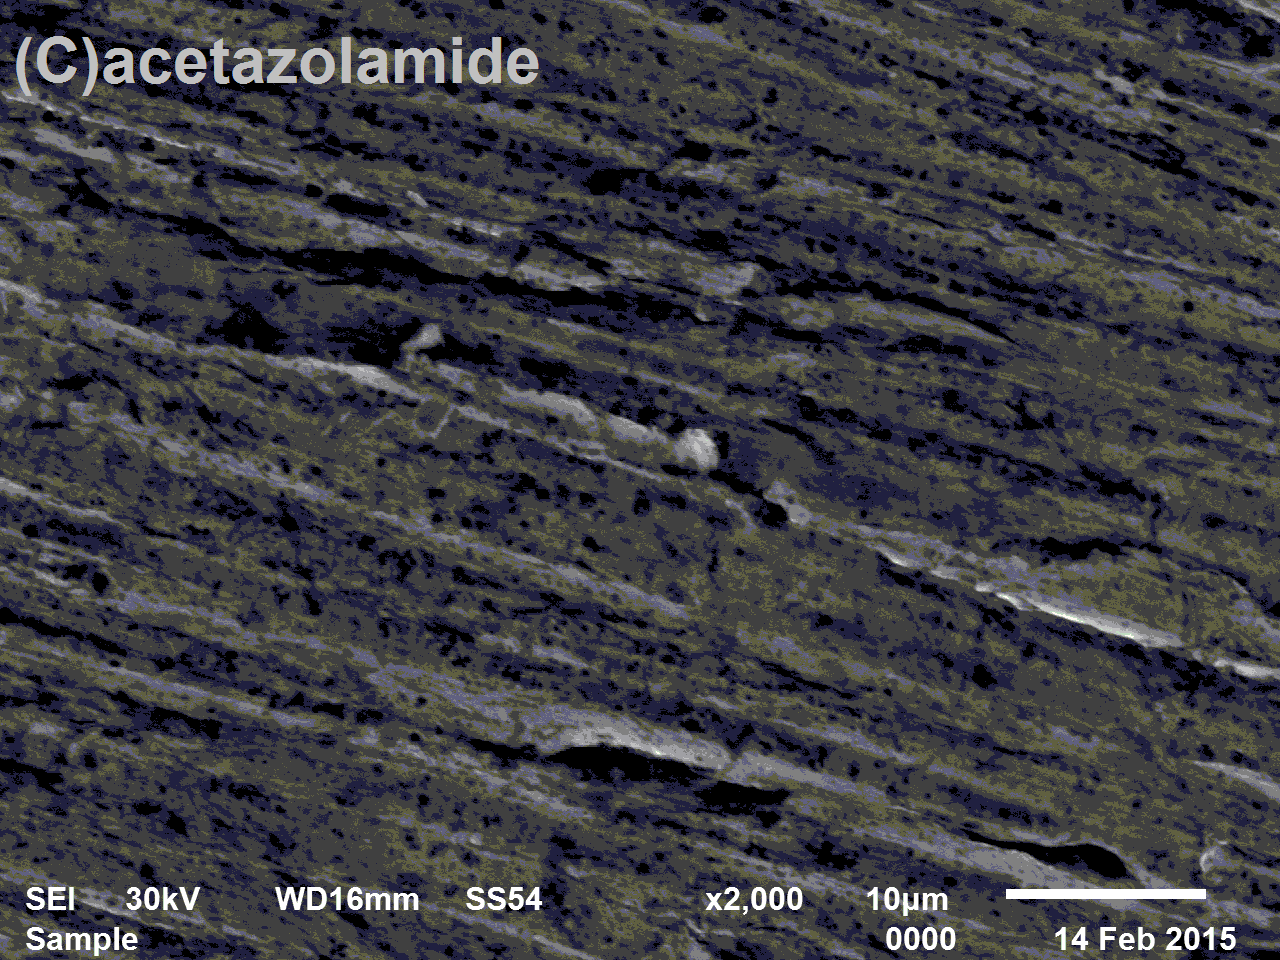 (C)acetazolamide
SEI 30kV WD16mm SS54 x2,000 10µm
Sample 0000 14 Feb 2015